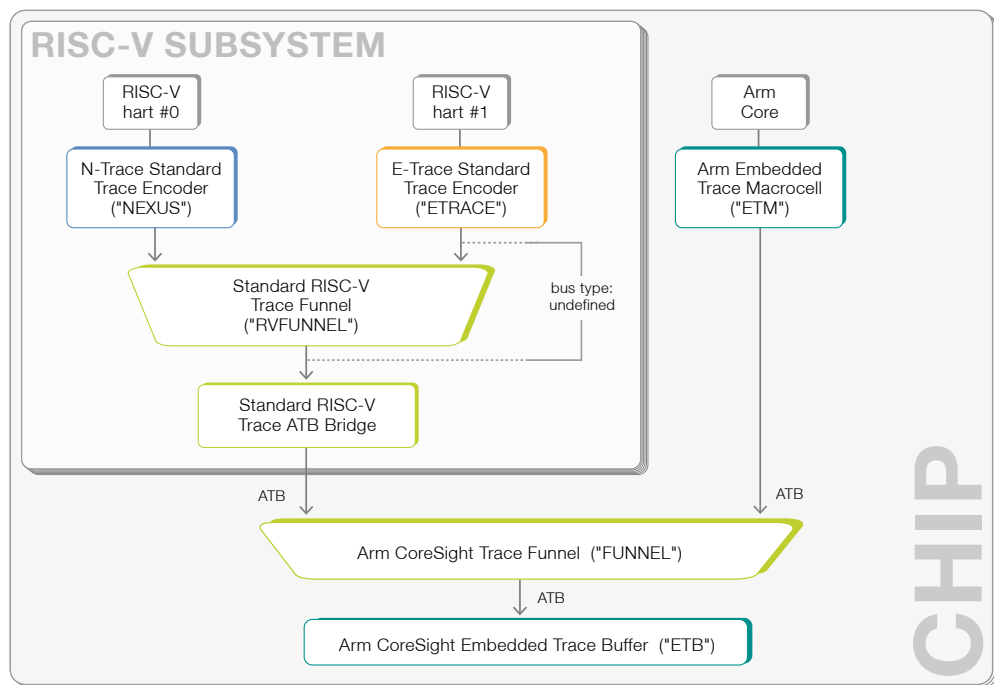 RISC-V SUBSYSTEM
RISC-V
hart #0
RISC-V
hart #1
Arm
Core
N-Trace Standard
Trace Encoder
("NEXUS")
E-Trace Standard
Trace Encoder
("ETRACE")
Arm Embedded
Trace Macrocell
("ETM")
Standard RISC-V
Trace Funnel
("RVFUNNEL")
bus type:
undefined
Standard RISC-V
Trace ATB Bridge
ATB
ATB
Arm CoreSight Trace Funnel ("FUNNEL")
ATB
Arm CoreSight Embedded Trace Buffer ("ETB")
CHIP